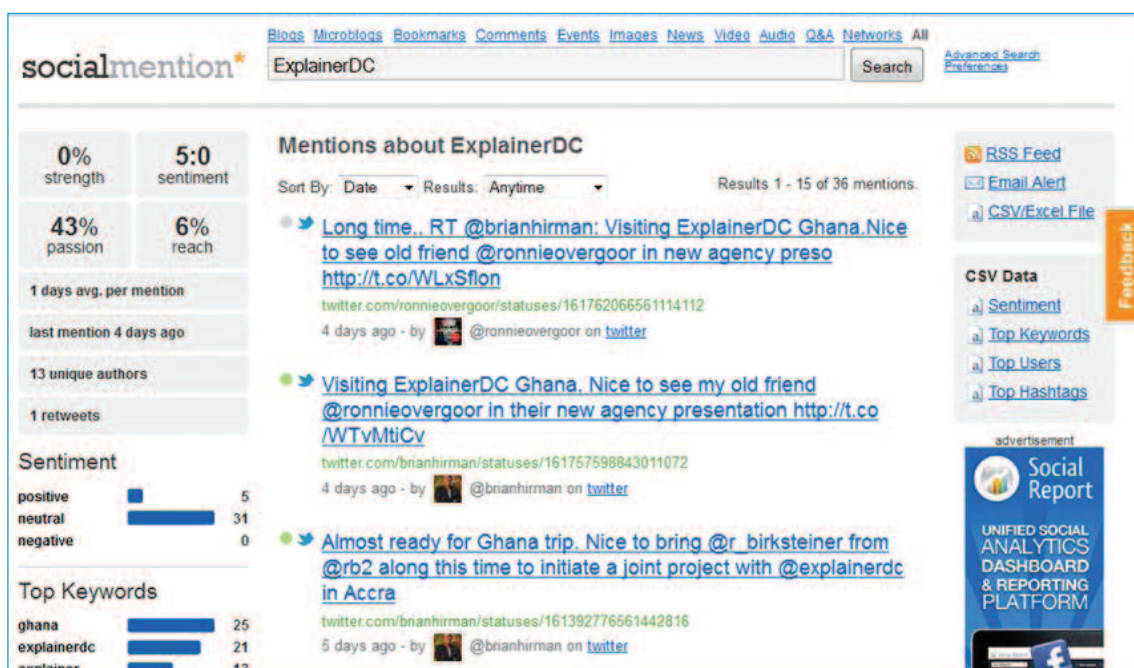 Blogs Microblogs Bookmarks Comments Events Images News Video Audio Q&A Networks All
socialmention*
ExplainerDC
Search
Advanced Search
Preferences
0%
strength
5:0
sentiment
43%
passion
6%
reach
1 days avg. per mention
last mention 4 days ago
13 unique authors
1 retweets
Sentiment
positive 5
neutral 31
negative 0
Top Keywords
ghana 25
explainerdc 21
Mentions about ExplainerDC
Sort By: Date Results: Anytime Results 1 - 15 of 36 mentions.
Long time.. RT @brianhirman: Visiting ExplainerDC Ghana.Nice
to see old friend @ronnieovergoor in new agency preso
http://t.co/WLxSflon
twitter.com/ronnieovergoor/statuses/161762066561114112
4 days ago - by @ronnieovergoor on twitter
Visiting ExplainerDC Ghana. Nice to see my old friend
@ronnieovergoor in their new agency presentation http://t.co
/WTvMtiCv
twitter.com/brianhirman/statuses/161757598843011072
4 days ago - by @brianhirman on twitter
Almost ready for Ghana trip. Nice to bring @r_birksteiner from
@rb2 along this time to initiate a joint project with @explainerdc
in Accra
twitter.com/brianhirman/statuses/161392776561442816
5 days ago - by @brianhirman on twitter
RSS Feed
Email Alert
CSV/Excel File
Feedback
CSV Data
Sentiment
Top Keywords
Top Users
Top Hashtags
advertisement
Social
Report
UNIFIED SOCIAL
ANALYTICS
DASHBOARD
& REPORTING
PLATFORM